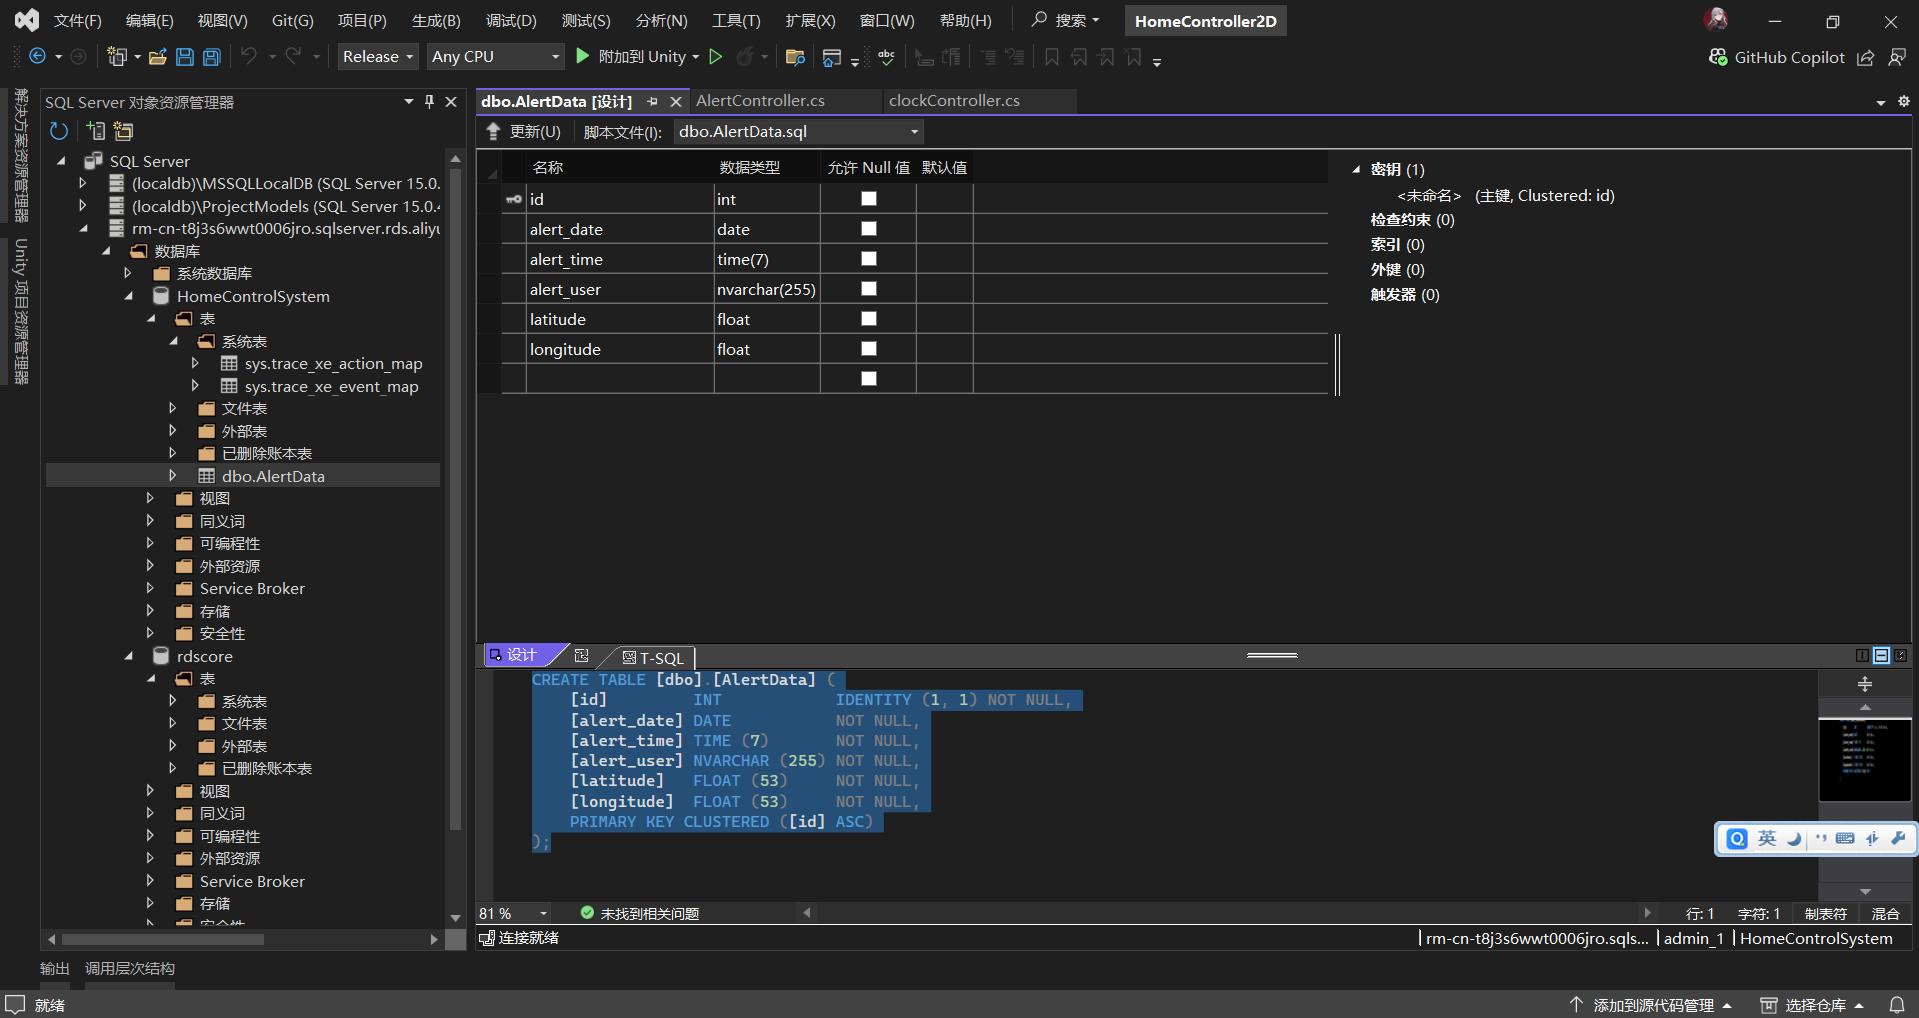 文件(F) 编辑(E) 视图(V) Git(G) 项目(P) 生成(B) 调试(D) 测试(S) 分析(N) 工具(T) 扩展(X) 窗口(W) 帮助(H) 搜索 HomeController2D
Release Any CPU 附加到 Unity abc GitHub Copilot
解决方案资源管理器
Unity 项目资源管理器
SQL Server 对象资源管理器
SQL Server
(localdb)\MSSQLLocalDB (SQL Server 15.0.
(localdb)\ProjectModels (SQL Server 15.0.4
rm-cn-t8j3s6wwt0006jro.sqlserver.rds.aliyu
数据库
系统数据库
HomeControlSystem
表
系统表
sys.trace_xe_action_map
sys.trace_xe_event_map
文件表
外部表
已删除账本表
dbo.AlertData
视图
同义词
可编程性
外部资源
Service Broker
存储
安全性
rdscore
表
系统表
文件表
外部表
已删除账本表
视图
同义词
可编程性
外部资源
Service Broker
存储
安全性
dbo.AlertData [设计] AlertController.cs clockController.cs
更新(U) 脚本文件(I): dbo.AlertData.sql
名称 数据类型 允许 Null 值 默认值
id int
alert_date date
alert_time time(7)
alert_user nvarchar(255)
latitude float
longitude float
密钥 (1)
<未命名> (主键, Clustered: id)
检查约束 (0)
索引 (0)
外键 (0)
触发器 (0)
设计 T-SQL
CREATE TABLE [dbo].[AlertData] (
[id] INT IDENTITY (1, 1) NOT NULL,
[alert_date] DATE NOT NULL,
[alert_time] TIME (7) NOT NULL,
[alert_user] NVARCHAR (255) NOT NULL,
[latitude] FLOAT (53) NOT NULL,
[longitude] FLOAT (53) NOT NULL,
PRIMARY KEY CLUSTERED ([id] ASC)
);
英
81 % 未找到相关问题 行: 1 字符: 1 制表符 混合
连接就绪 rm-cn-t8j3s6wwt0006jro.sqls... admin_1 HomeControlSystem
输出 调用层次结构
就绪 添加到源代码管理 选择仓库